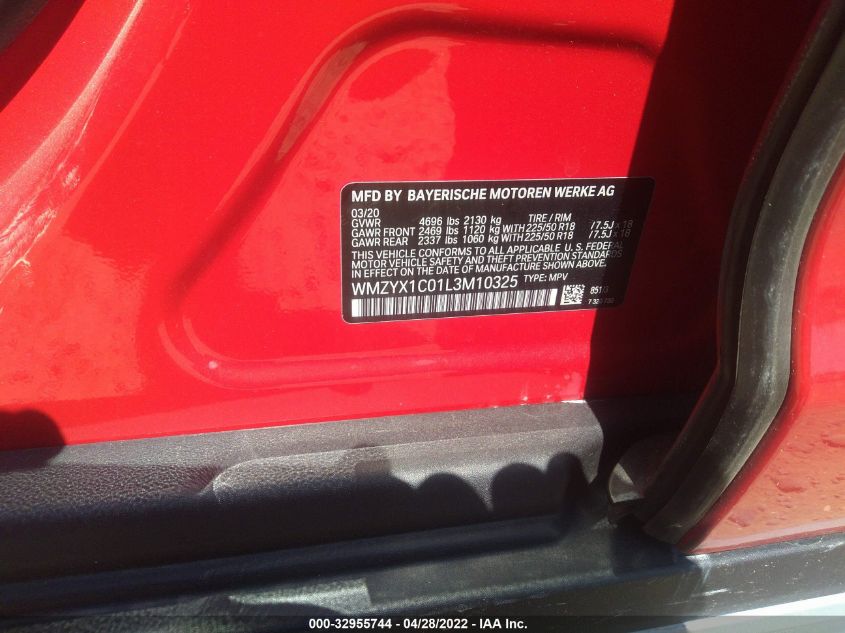 MFD BY BAYERISCHE MOTOREN WERKE AG
03/20
GVWR 4696 lbs 2130 kg TIRE / RIM
GAWR FRONT 2469 lbs 1120 kg WITH 225/50 R18 /7.5J x 18
GAWR REAR 2337 lbs 1060 kg WITH 225/50 R18 /7.5J x 18
THIS VEHICLE CONFORMS TO ALL APPLICABLE U.S. FEDERAL
MOTOR VEHICLE SAFETY AND THEFT PREVENTION STANDARDS
IN EFFECT ON THE DATE OF MANUFACTURE SHOWN ABOVE.
WMZYX1C01L3M10325 TYPE: MPV
000-32955744 - 04/28/2022 - IAA Inc.